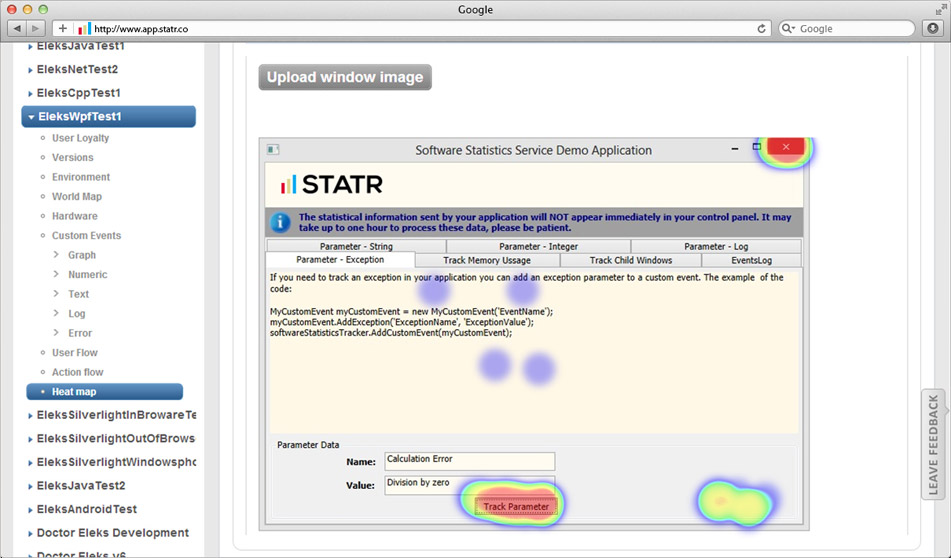 Google
http://www.app.statr.co
Google
EleksJavaTest1
EleksNetTest2
EleksCppTest1
EleksWpfTest1
User Loyalty
Versions
Environment
World Map
Hardware
Custom Events
Graph
Numeric
Text
Log
Error
User Flow
Action flow
Heat map
EleksSilverlightInBrowareTe
EleksSilverlightOutOfBrows
EleksSilverlightWindowspho
EleksJavaTest2
EleksAndroidTest
Doctor Eleks Development
Doctor Eleks v6
Upload window image
Software Statistics Service Demo Application
STATR
The statistical information sent by your application will NOT appear immediately in your control panel. It may
take up to one hour to process these data, please be patient.
Parameter - String
Parameter - Integer
Parameter - Log
Parameter - Exception
Track Memory Usage
Track Child Windows
EventsLog
If you need to track an exception in your application you can add an exception parameter to a custom event. The example of the
code:
MyCustomEvent myCustomEvent = new MyCustomEvent('EventName');
myCustomEvent.AddException('ExceptionName', 'ExceptionValue');
softwareStatisticsTracker.AddCustomEvent(myCustomEvent);
Parameter Data
Name:
Calculation Error
Value:
Division by zero
Track Parameter
LEAVE FEEDBACK